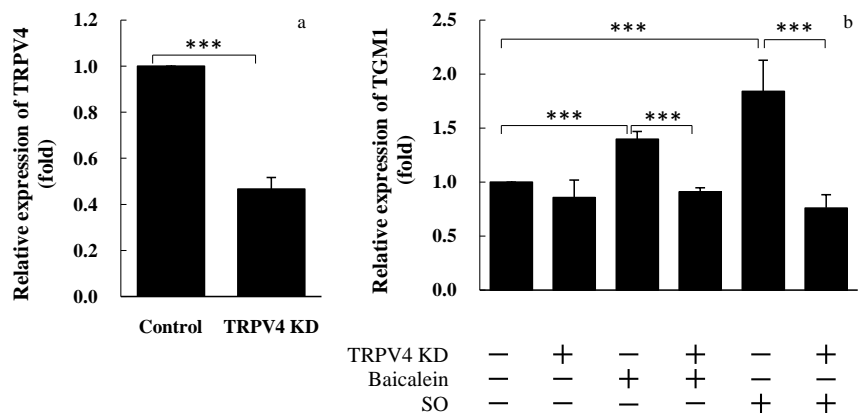 a
Relative expression of TRPV4
(fold)
1.2
1.0
0.8
0.6
0.4
0.2
0.0
***
Control TRPV4 KD
b
Relative expression of TGM1
(fold)
2.5
2.0
1.5
1.0
0.5
0.0
*** ***
*** ***
TRPV4 KD — + — + — +
Baicalein — — + + — —
SO — — — — + +